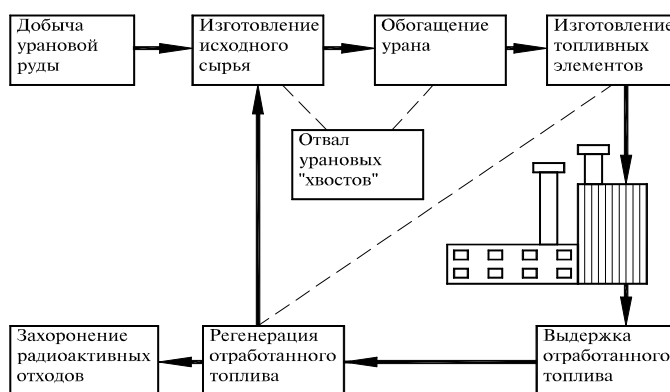 Добыча
урановой
руды
Изготовление
исходного
сырья
Обогащение
урана
Изготовление
топливных
элементов
Отвал
урановых
"хвостов"
Захоронение
радиоактивных
отходов
Регенерация
отработанного
топлива
Выдержка
отработанного
топлива